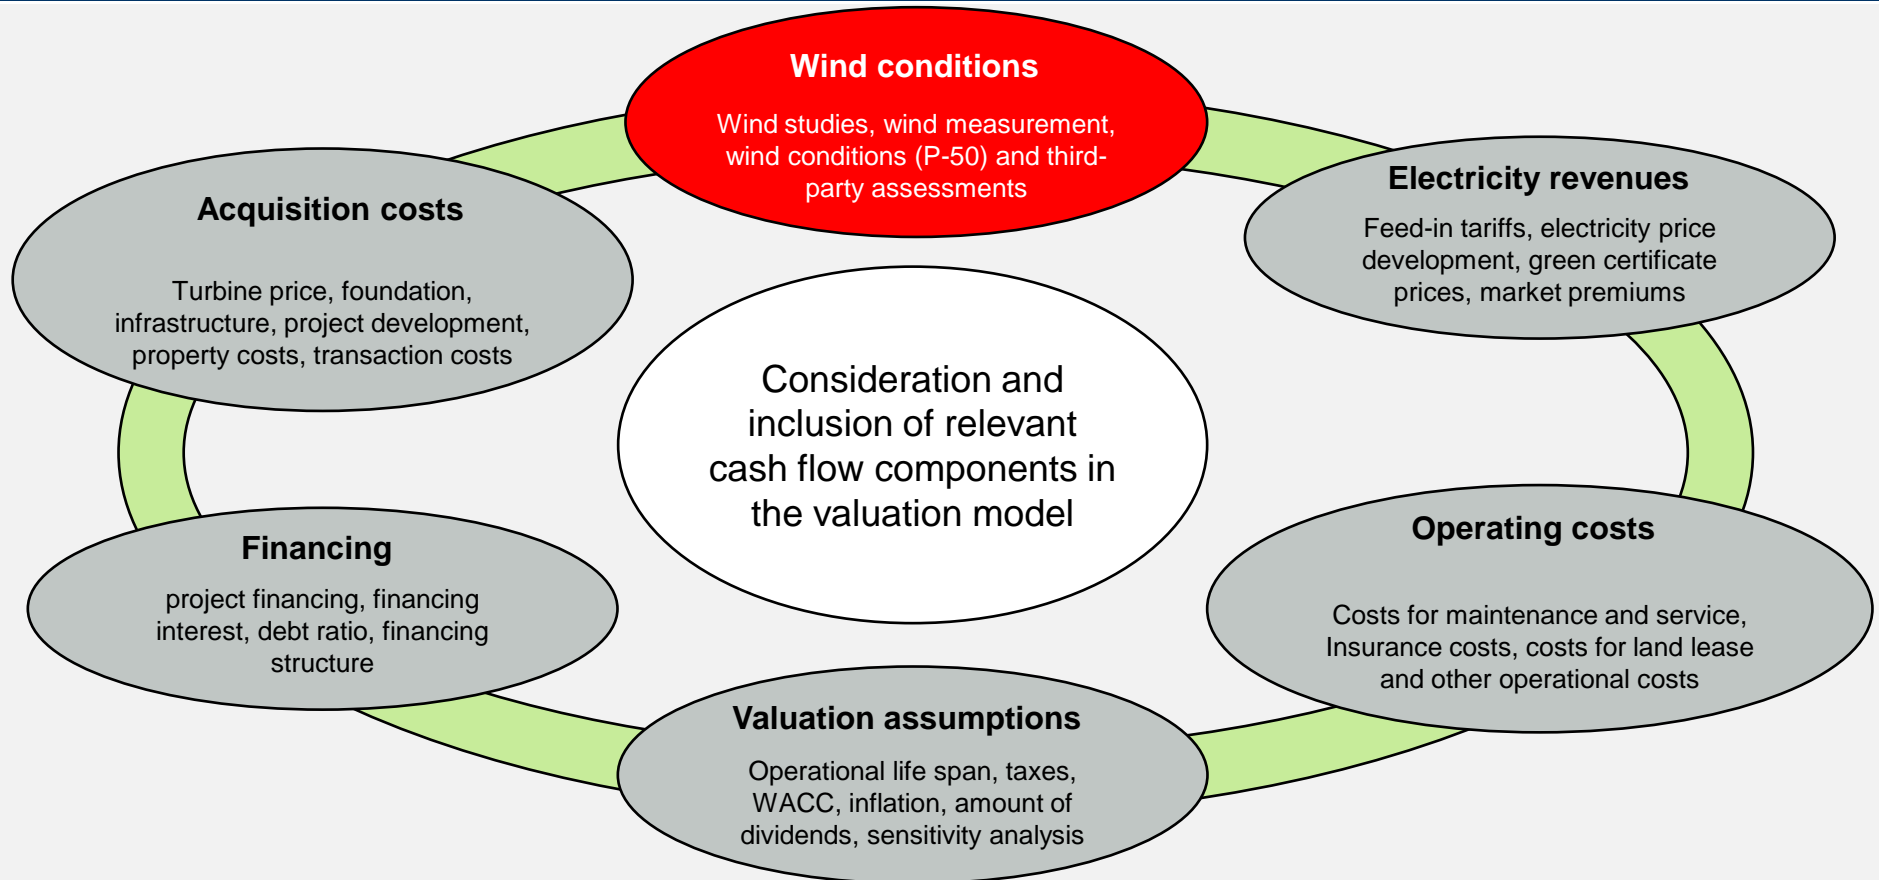 Wind conditions
Wind studies, wind measurement,
wind conditions (P-50) and third-
party assessments
Electricity revenues
Feed-in tariffs, electricity price
development, green certificate
prices, market premiums
Operating costs
Costs for maintenance and service,
Insurance costs, costs for land lease
and other operational costs
Valuation assumptions
Operational life span, taxes,
WACC, inflation, amount of
dividends, sensitivity analysis
Financing
project financing, financing
interest, debt ratio, financing
structure
Acquisition costs
Turbine price, foundation,
infrastructure, project development,
property costs, transaction costs
Consideration and
inclusion of relevant
cash flow components in
the valuation model